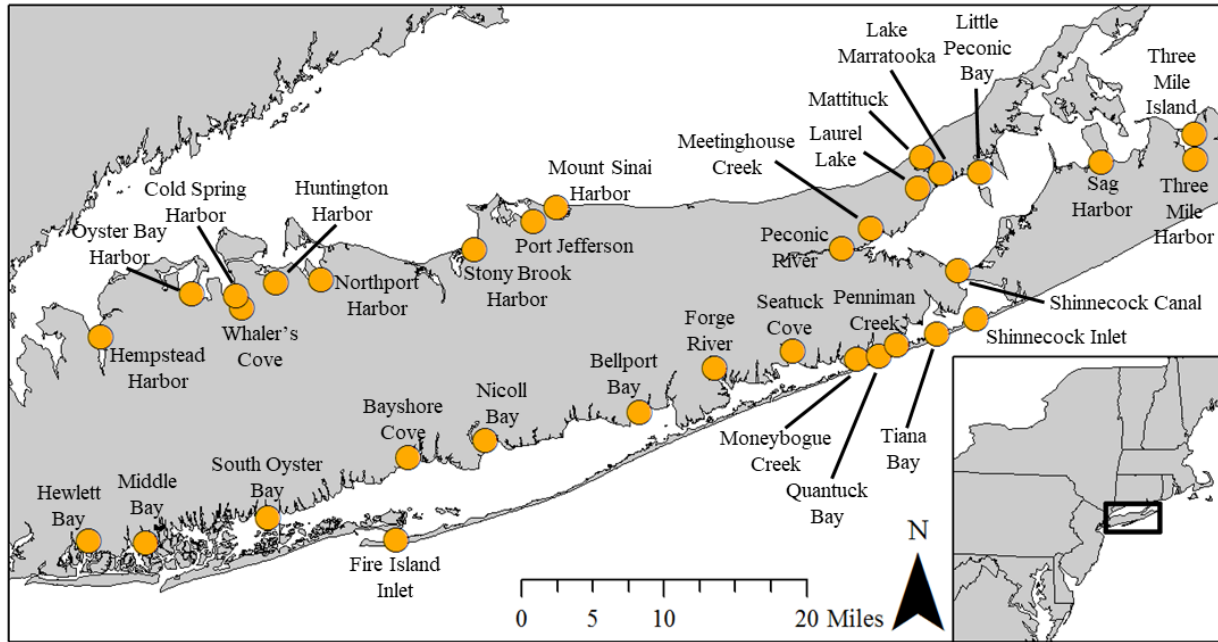 Lake
Marratooka
Little
Peconic
Bay
Three
Mile
Island
Mattituck
Laurel
Lake
Meetinghouse
Creek
Mount Sinai
Harbor
Cold Spring
Harbor
Huntington
Harbor
Oyster Bay
Harbor
Sag
Harbor
Three
Mile
Harbor
Port Jefferson
Peconic
River
Stony Brook
Harbor
Northport
Harbor
Whaler's
Cove
Hempstead
Harbor
Seatuck
Cove
Penniman
Creek
Shinnecock Canal
Forge
River
Shinnecock Inlet
Bellport
Bay
Nicoll
Bay
Bayshore
Cove
Moneybogue
Creek
Tiana
Bay
Quantuck
Bay
South Oyster
Bay
Middle
Bay
Hewlett
Bay
Fire Island
Inlet
N
0 5 10 20 Miles